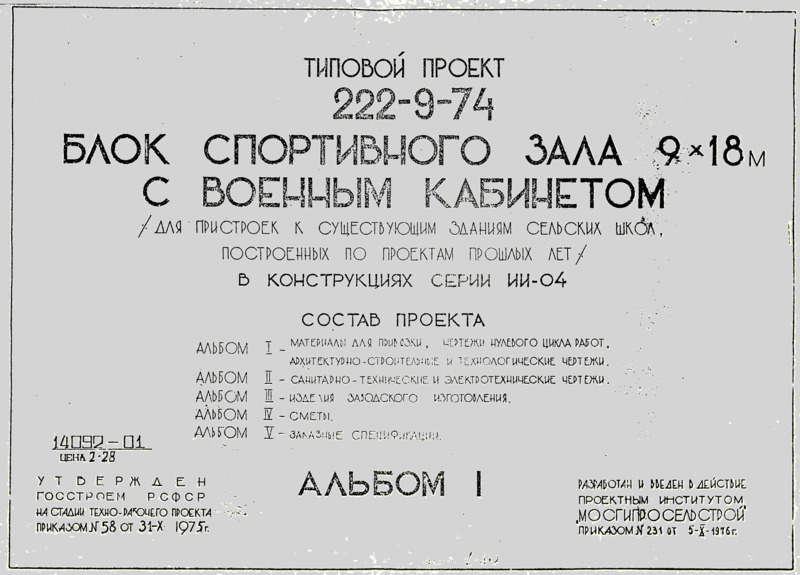 ТИПОВОЙ ПРОЕКТ
222-9-74
БЛОК СПОРТИВНОГО ЗАЛА 9×18 м
С ВОЕННЫМ КАБИНЕТОМ
/ДЛЯ ПРИСТРОЕК К СУЩЕСТВУЮЩИМ ЗДАНИЯМ СЕЛЬСКИХ ШКОЛ,
ПОСТРОЕННЫХ ПО ПРОЕКТАМ ПРОШЛЫХ ЛЕТ/
В КОНСТРУКЦИЯХ СЕРИИ ИИ-04
СОСТАВ ПРОЕКТА
АЛЬБОМ I - МАТЕРИАЛЫ ДЛЯ ПРИВЯЗКИ, ЧЕРТЕЖИ НУЛЕВОГО ЦИКЛА РАБОТ,
АРХИТЕКТУРНО-СТРОИТЕЛЬНЫЕ И ТЕХНОЛОГИЧЕСКИЕ ЧЕРТЕЖИ.
АЛЬБОМ II - САНИТАРНО-ТЕХНИЧЕСКИЕ И ЭЛЕКТРОТЕХНИЧЕСКИЕ ЧЕРТЕЖИ.
АЛЬБОМ III - ИЗДЕЛИЯ ЗАВОДСКОГО ИЗГОТОВЛЕНИЯ.
АЛЬБОМ IV - СМЕТЫ.
АЛЬБОМ V - ЗАКАЗНЫЕ СПЕЦИФИКАЦИИ.
14092-01
ЦЕНА 2-28
АЛЬБОМ I
УТВЕРЖДЕН
ГОССТРОЕМ РСФСР
НА СТАДИИ ТЕХНО-РАБОЧЕГО ПРОЕКТА
ПРИКАЗОМ N 58 ОТ 31-X 1975г.
РАЗРАБОТАН И ВВЕДЕН В ДЕЙСТВИЕ
ПРОЕКТНЫМ ИНСТИТУТОМ
"МОСГИПРОСЕЛЬСТРОЙ"
ПРИКАЗОМ N 231 ОТ 5-X-1976г.